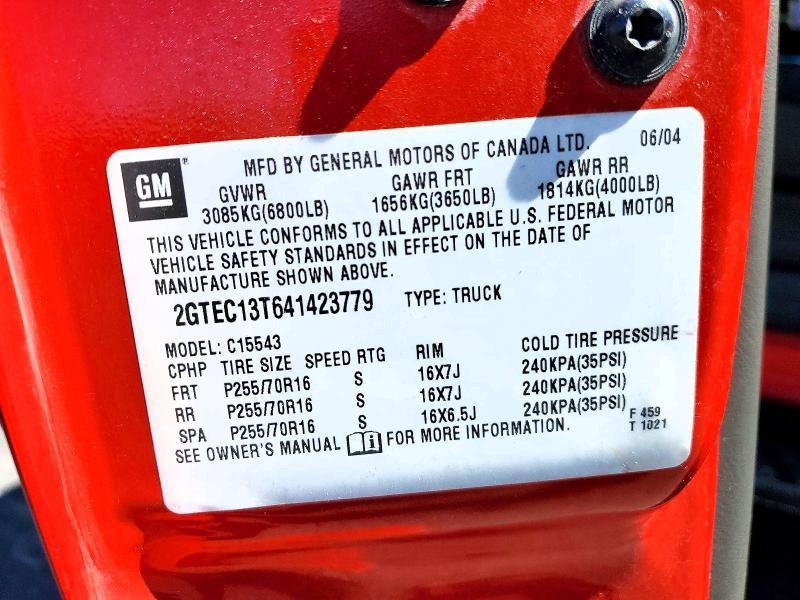 GM
MFD BY GENERAL MOTORS OF CANADA LTD. 06/04
GVWR GAWR FRT GAWR RR
3085KG(6800LB) 1656KG(3650LB) 1814KG(4000LB)
THIS VEHICLE CONFORMS TO ALL APPLICABLE U.S. FEDERAL MOTOR
VEHICLE SAFETY STANDARDS IN EFFECT ON THE DATE OF
MANUFACTURE SHOWN ABOVE.
2GTEC13T641423779 TYPE: TRUCK
MODEL: C15543
CPHP TIRE SIZE SPEED RTG RIM COLD TIRE PRESSURE
FRT P255/70R16 S 16X7J 240KPA(35PSI)
RR P255/70R16 S 16X7J 240KPA(35PSI)
SPA P255/70R16 S 16X6.5J 240KPA(35PSI)
SEE OWNER'S MANUAL FOR MORE INFORMATION.
F 459
T 1021